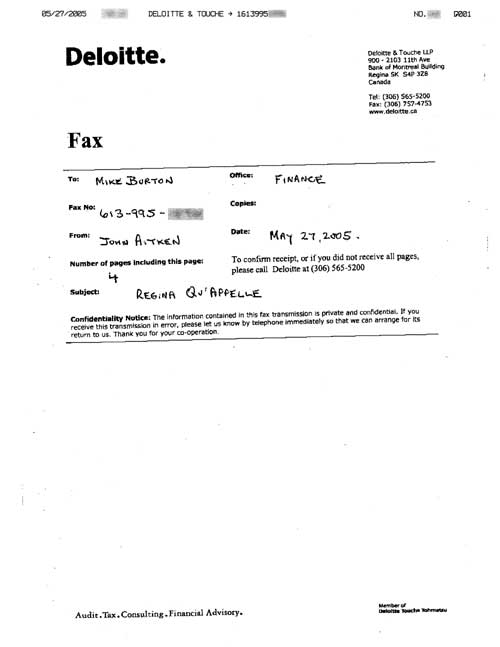 05/27/2005 DELOITTE & TOUCHE → 1613995 NO. 001
Deloitte.
Deloitte & Touche LLP
900 - 2103 11th Ave
Bank of Montreal Building
Regina SK S4P 3Z8
Canada
Tel: (306) 565-5200
Fax: (306) 757-4753
www.deloitte.ca
Fax
To: MIKE BURTON Office: FINANCE
Fax No: 613-995- Copies:
From: JOHN AITKEN Date: MAY 27, 2005.
Number of pages including this page: 4
To confirm receipt, or if you did not receive all pages,
please call Deloitte at (306) 565-5200
Subject: REGINA QU'APPELLE
Confidentiality Notice: The information contained in this fax transmission is private and confidential. If you
receive this transmission in error, please let us know by telephone immediately so that we can arrange for its
return to us. Thank you for your co-operation.
Audit.Tax.Consulting.Financial Advisory.
Member of
Deloitte Touche Tohmatsu